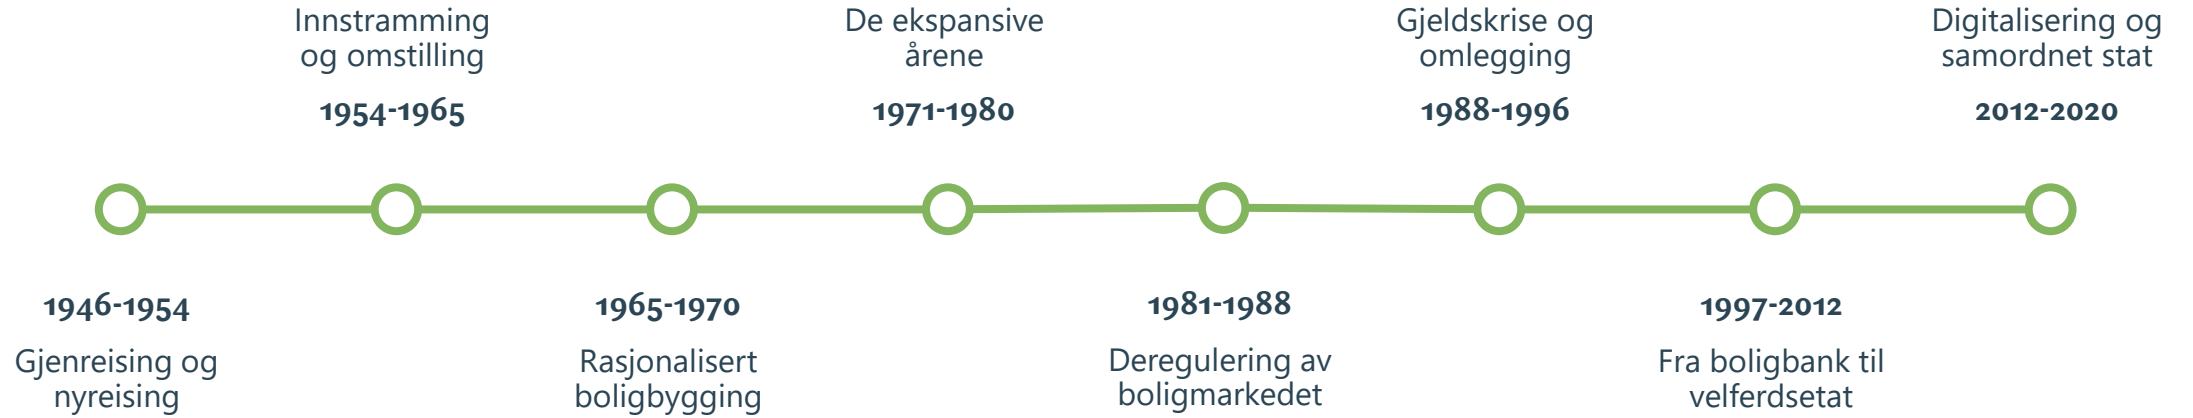 Innstramming
og omstilling
1954-1965
De ekspansive
årene
1971-1980
Gjeldskrise og
omlegging
1988-1996
Digitalisering og
samordnet stat
2012-2020
1946-1954
Gjenreising og
nyreising
1965-1970
Rasjonalisert
boligbygging
1981-1988
Deregulering av
boligmarkedet
1997-2012
Fra boligbank til
velferdsetat